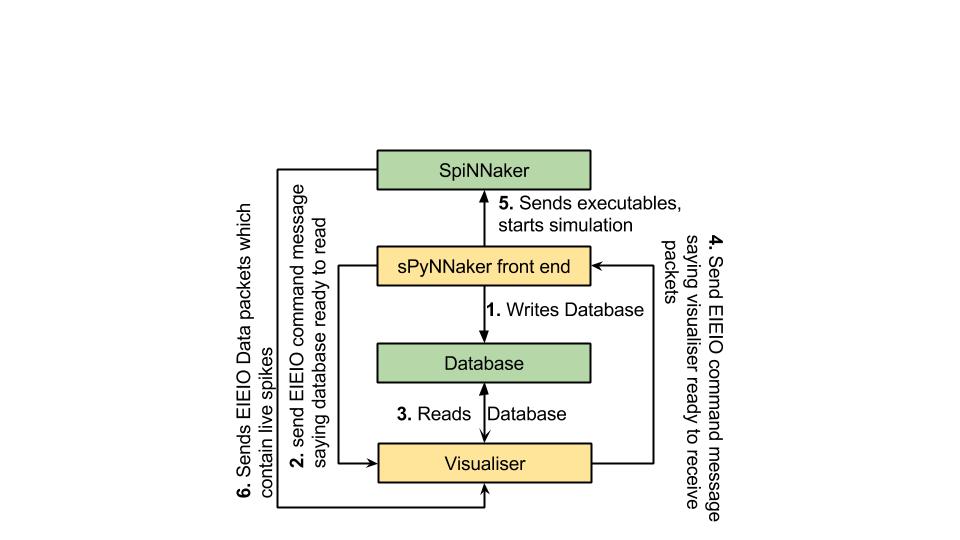 SpiNNaker
5. Sends executables,
starts simulation
sPyNNaker front end
1. Writes Database
Database
3. Reads Database
Visualiser
6. Sends EIEIO Data packets which
contain live spikes
2. send EIEIO command message
saying database ready to read
4. Send EIEIO command message
saying visualiser ready to receive
packets